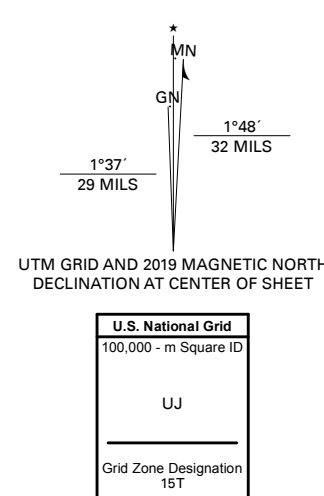 ★
MN
GN
1°48´
32 MILS
1°37´
29 MILS
UTM GRID AND 2019 MAGNETIC NORTH
DECLINATION AT CENTER OF SHEET
U.S. National Grid
100,000 - m Square ID
UJ
Grid Zone Designation
15T